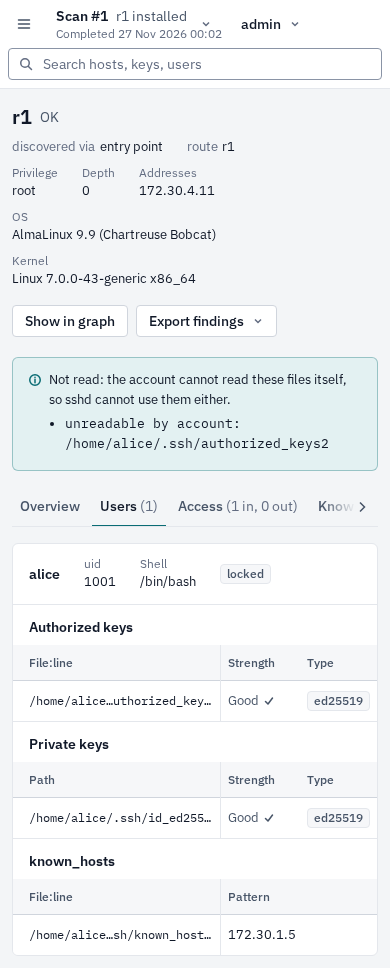 Scan #1 r1 installed
Completed 27 Nov 2026 00:02
admin
Search hosts, keys, users
r1 OK
discovered via entry point route r1
Privilege Depth Addresses
root 0 172.30.4.11
OS
AlmaLinux 9.9 (Chartreuse Bobcat)
Kernel
Linux 7.0.0-43-generic x86_64
Show in graph Export findings
Not read: the account cannot read these files itself,
so sshd cannot use them either.
• unreadable by account:
/home/alice/.ssh/authorized_keys2
Overview Users (1) Access (1 in, 0 out) Know
alice
uid Shell
1001 /bin/bash
locked
Authorized keys
File:line Strength Type
/home/alice…uthorized_key… Good ed25519
Private keys
Path Strength Type
/home/alice/.ssh/id_ed255… Good ed25519
known_hosts
File:line Pattern
/home/alice…sh/known_host… 172.30.1.5